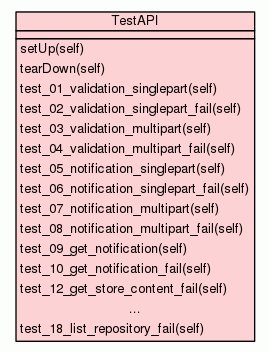 TestAPI
setUp(self)
tearDown(self)
test_01_validation_singlepart(self)
test_02_validation_singlepart_fail(self)
test_03_validation_multipart(self)
test_04_validation_multipart_fail(self)
test_05_notification_singlepart(self)
test_06_notification_singlepart_fail(self)
test_07_notification_multipart(self)
test_08_notification_multipart_fail(self)
test_09_get_notification(self)
test_10_get_notification_fail(self)
test_12_get_store_content_fail(self)
...
test_18_list_repository_fail(self)